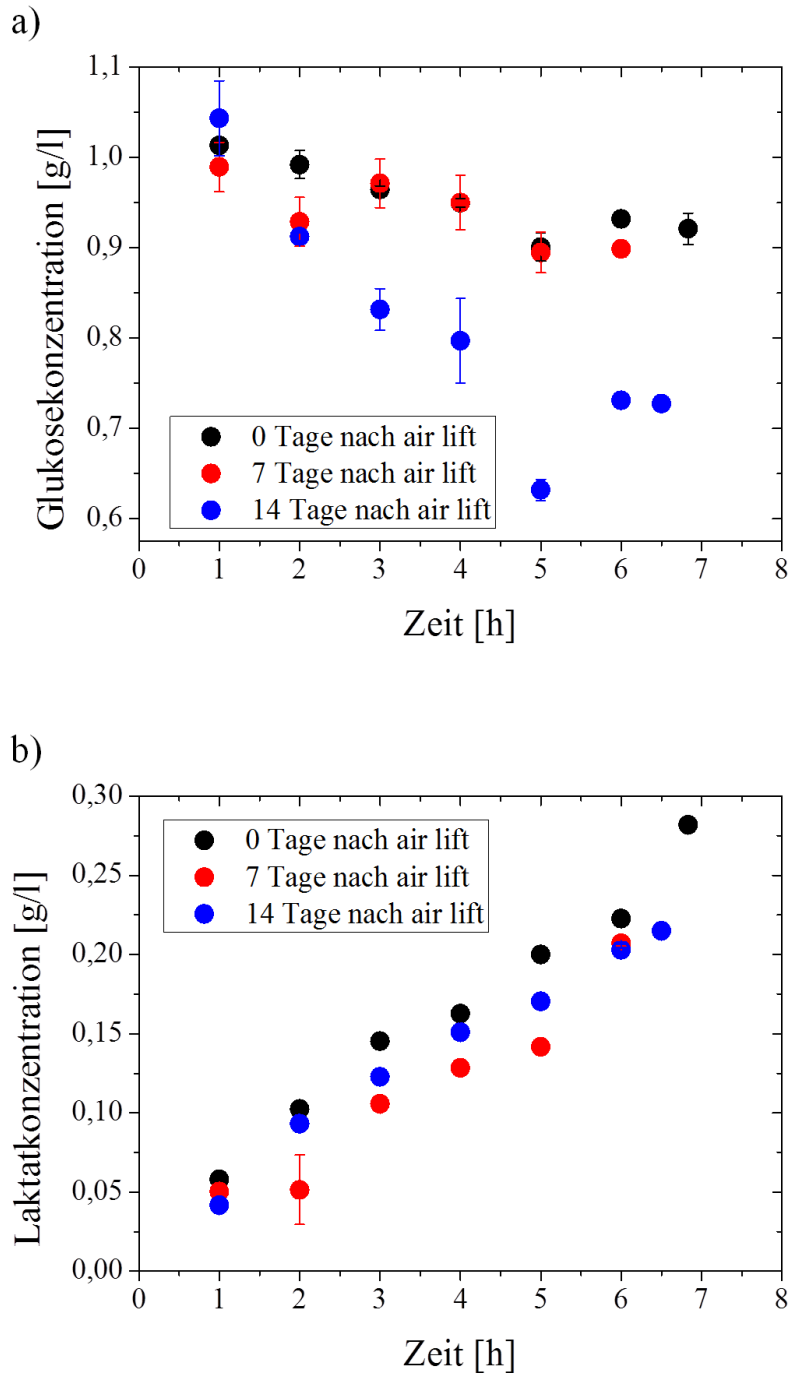 a)
1,1
1,0
0,9
0,8
0,7
0,6
Glukosekonzentration [g/l]
0 Tage nach air lift
7 Tage nach air lift
14 Tage nach air lift
0 1 2 3 4 5 6 7 8
Zeit [h]
b)
0,30
0,25
0,20
0,15
0,10
0,05
0,00
Laktatkonzentration [g/l]
0 Tage nach air lift
7 Tage nach air lift
14 Tage nach air lift
0 1 2 3 4 5 6 7 8
Zeit [h]